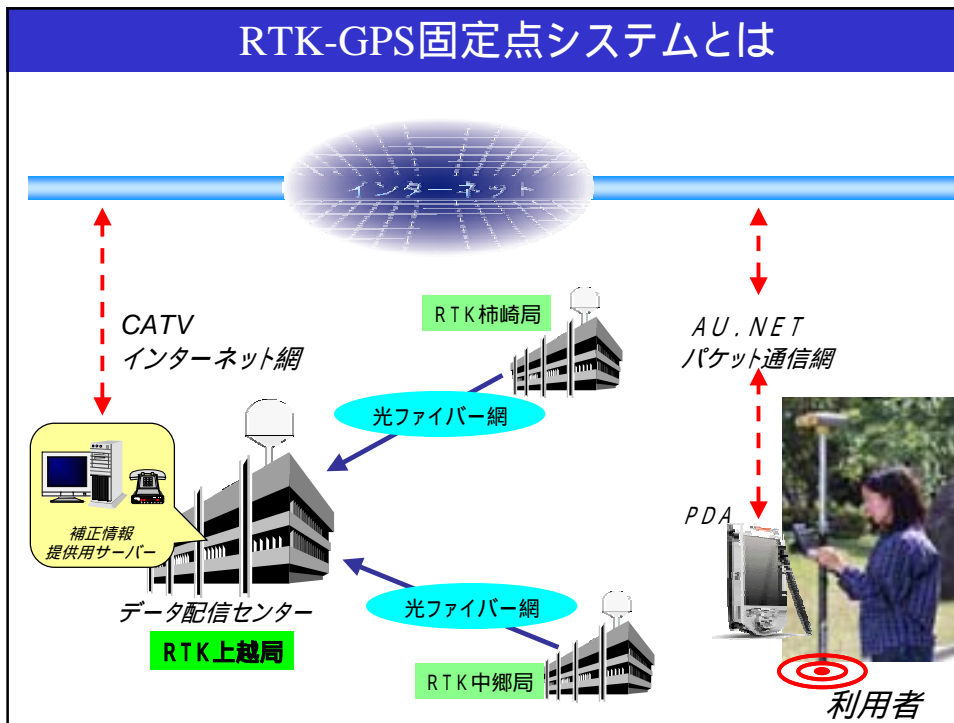 RTK-GPS固定点システムとは
インターネット
CATV
インターネット網
RTK柿崎局
AU.NET
パケット通信網
光ファイバー網
補正情報
提供用サーバー
PDA
データ配信センター
RTK上越局
光ファイバー網
RTK中郷局
利用者